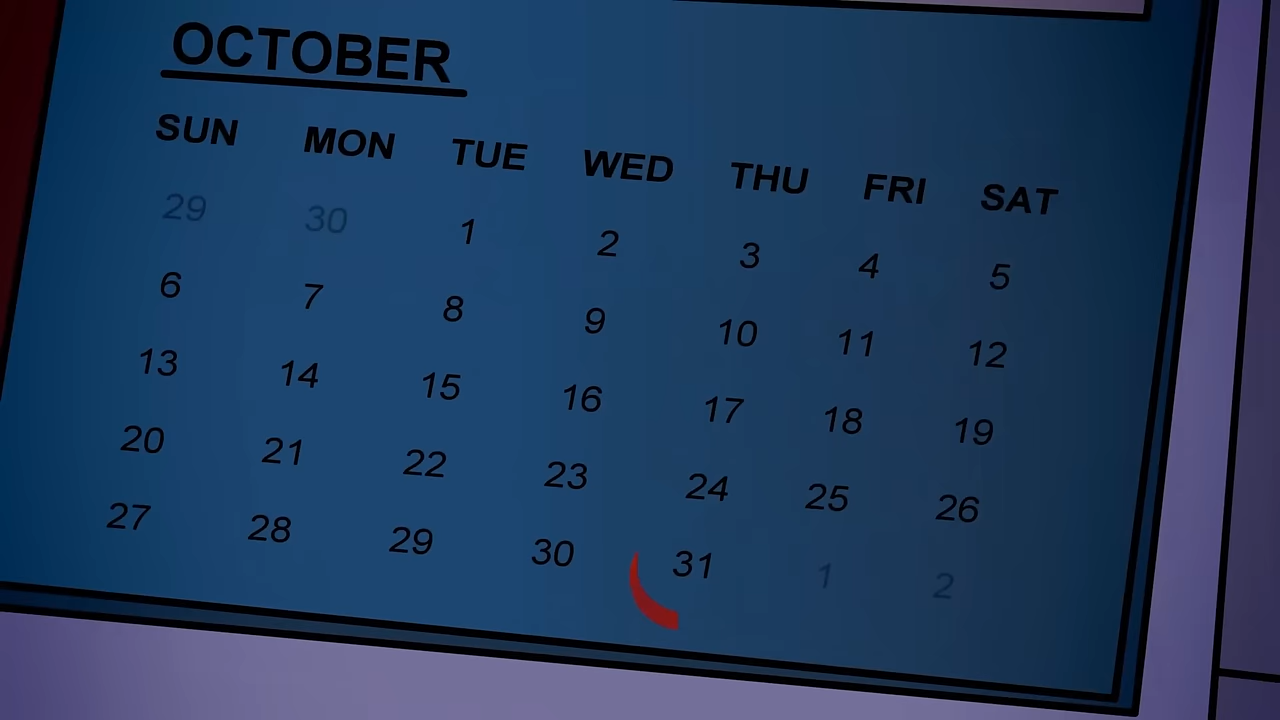 OCTOBER
SUN MON TUE WED THU FRI SAT
29 30 1 2 3 4 5
6 7 8 9 10 11 12
13 14 15 16 17 18 19
20 21 22 23 24 25 26
27 28 29 30 31 1 2